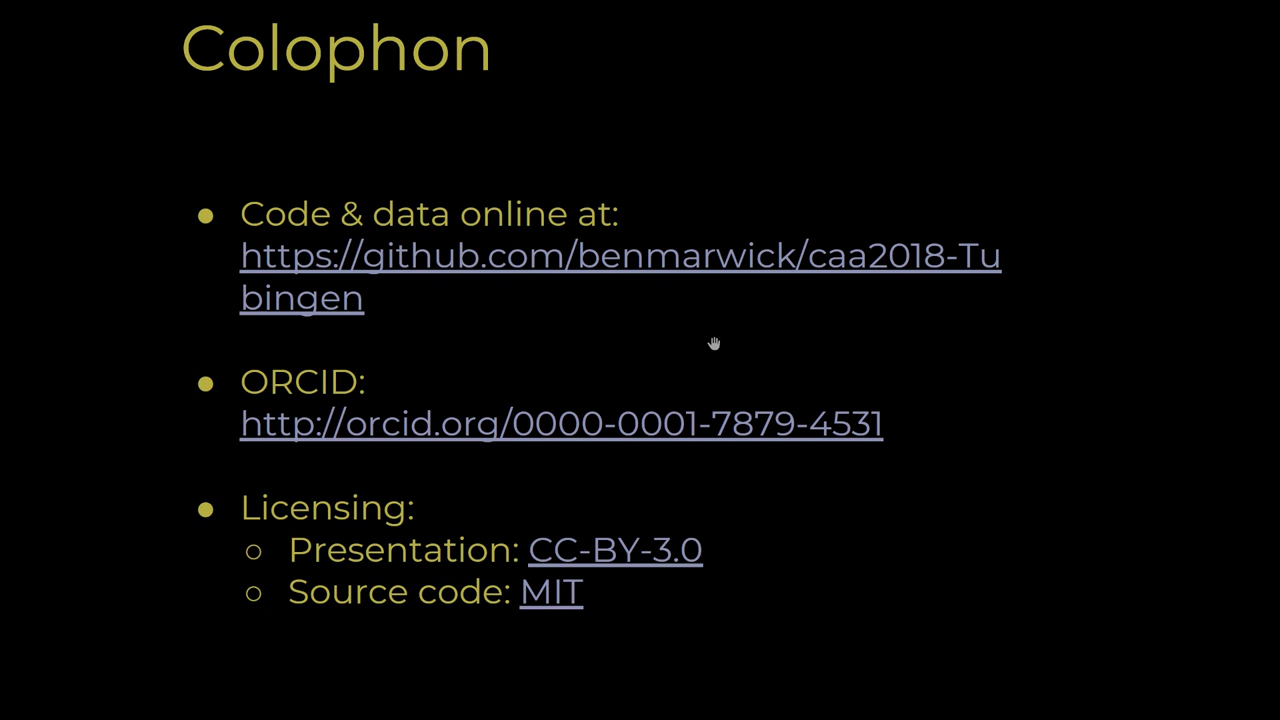 Colophon
● Code & data online at:
https://github.com/benmarwick/caa2018-Tu
bingen
● ORCID:
http://orcid.org/0000-0001-7879-4531
● Licensing:
○ Presentation: CC-BY-3.0
○ Source code: MIT